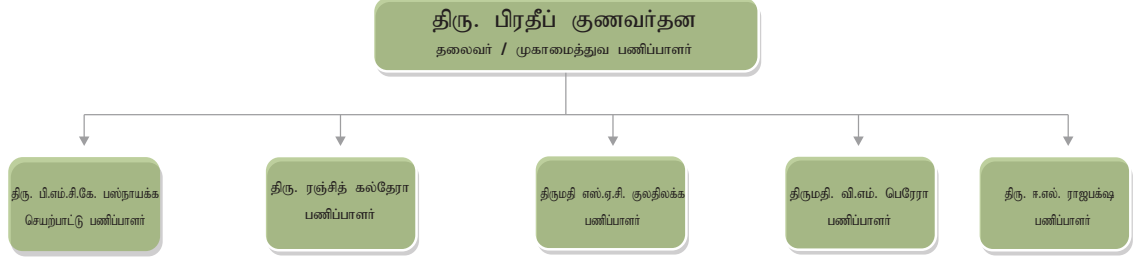 திரு. பிரதீப் குணவர்தன
தலைவர் / முகாமைத்துவ பணிப்பாளர்
திரு. பி.எம்.சி.கே. பஸ்நாயக்க
செயற்பாட்டு பணிப்பாளர்
திரு. ரஞ்சித் கல்தேரா
பணிப்பாளர்
திருமதி எஸ்.ஏ.சி. குலதிலக்க
பணிப்பாளர்
திருமதி. வி.எம். பெரேரா
பணிப்பாளர்
திரு. ஈ.எல். ராஜபக்ஷ
பணிப்பாளர்